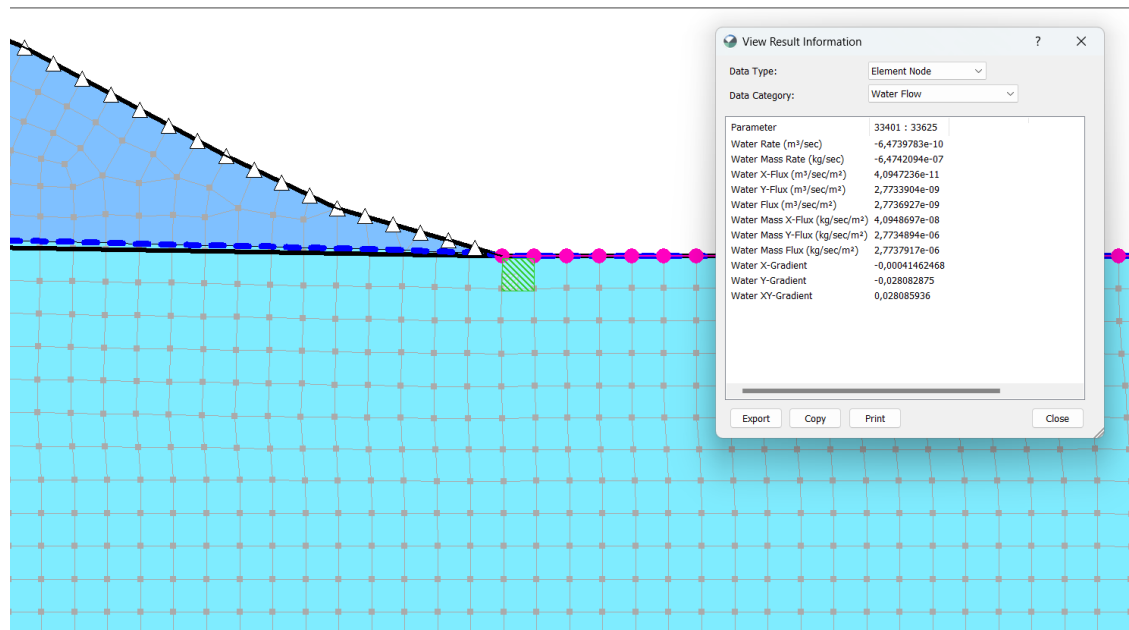 View Result Information ? ×
Data Type: Element Node
Data Category: Water Flow
Parameter 33401 : 33625
Water Rate (m³/sec) -6,4739783e-10
Water Mass Rate (kg/sec) -6,4742094e-07
Water X-Flux (m³/sec/m²) 4,0947236e-11
Water Y-Flux (m³/sec/m²) 2,7733904e-09
Water Flux (m³/sec/m²) 2,7736927e-09
Water Mass X-Flux (kg/sec/m²) 4,0948697e-08
Water Mass Y-Flux (kg/sec/m²) 2,7734894e-06
Water Mass Flux (kg/sec/m²) 2,7737917e-06
Water X-Gradient -0,00041462468
Water Y-Gradient -0,028082875
Water XY-Gradient 0,028085936
Export Copy Print Close